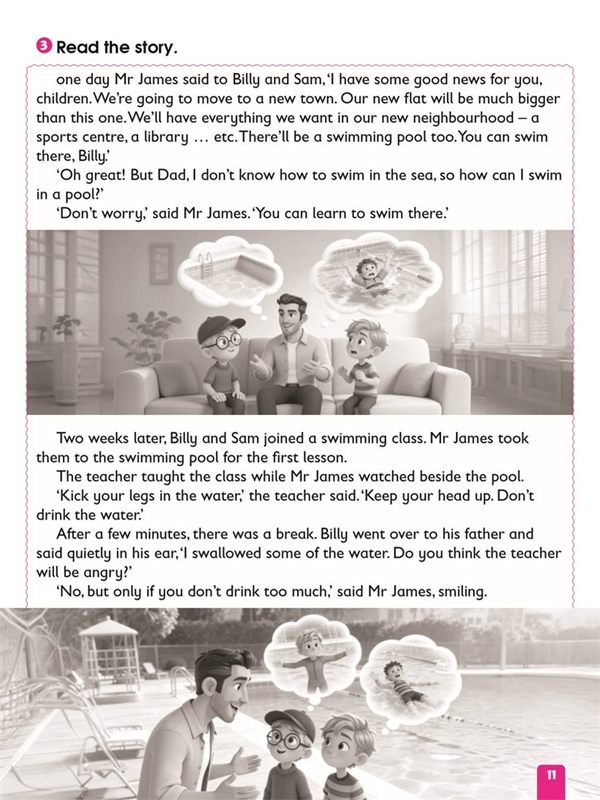 3 Read the story.
one day Mr James said to Billy and Sam, ‘I have some good news for you,
children. We’re going to move to a new town. Our new flat will be much bigger
than this one. We’ll have everything we want in our new neighbourhood – a
sports centre, a library … etc. There’ll be a swimming pool too. You can swim
there, Billy.’
‘Oh great! But Dad, I don’t know how to swim in the sea, so how can I swim
in a pool?’
‘Don’t worry,’ said Mr James. ‘You can learn to swim there.’
Two weeks later, Billy and Sam joined a swimming class. Mr James took
them to the swimming pool for the first lesson.
The teacher taught the class while Mr James watched beside the pool.
‘Kick your legs in the water,’ the teacher said. ‘Keep your head up. Don’t
drink the water.’
After a few minutes, there was a break. Billy went over to his father and
said quietly in his ear, ‘I swallowed some of the water. Do you think the teacher
will be angry?’
‘No, but only if you don’t drink too much,’ said Mr James, smiling.
11